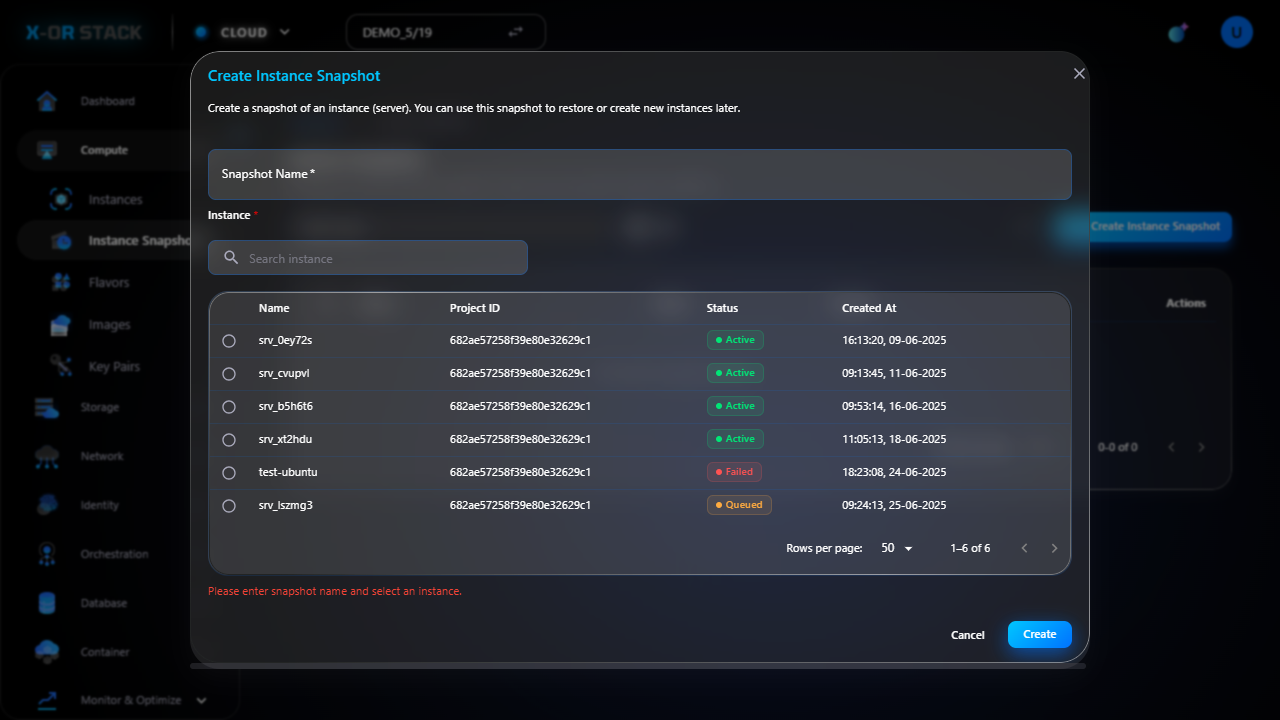 X-OR STACK
CLOUD
DEMO_5/19
U
Dashboard
Compute
Instances
Instance Snapsho
Flavors
Images
Key Pairs
Storage
Network
Identity
Orchestration
Database
Container
Monitor & Optimize
Create Instance Snapshot
Create a snapshot of an instance (server). You can use this snapshot to restore or create new instances later.
Snapshot Name *
Instance *
Search instance
Name Project ID Status Created At
srv_0ey72s 682ae57258f39e80e32629c1 Active 16:13:20, 09-06-2025
srv_cvupvl 682ae57258f39e80e32629c1 Active 09:13:45, 11-06-2025
srv_b5h6t6 682ae57258f39e80e32629c1 Active 09:53:14, 16-06-2025
srv_xt2hdu 682ae57258f39e80e32629c1 Active 11:05:13, 18-06-2025
test-ubuntu 682ae57258f39e80e32629c1 Failed 18:23:08, 24-06-2025
srv_lszmg3 682ae57258f39e80e32629c1 Queued 09:24:13, 25-06-2025
Rows per page: 50 1–6 of 6
Please enter snapshot name and select an instance.
Cancel Create
Create Instance Snapshot
Actions
0-0 of 0